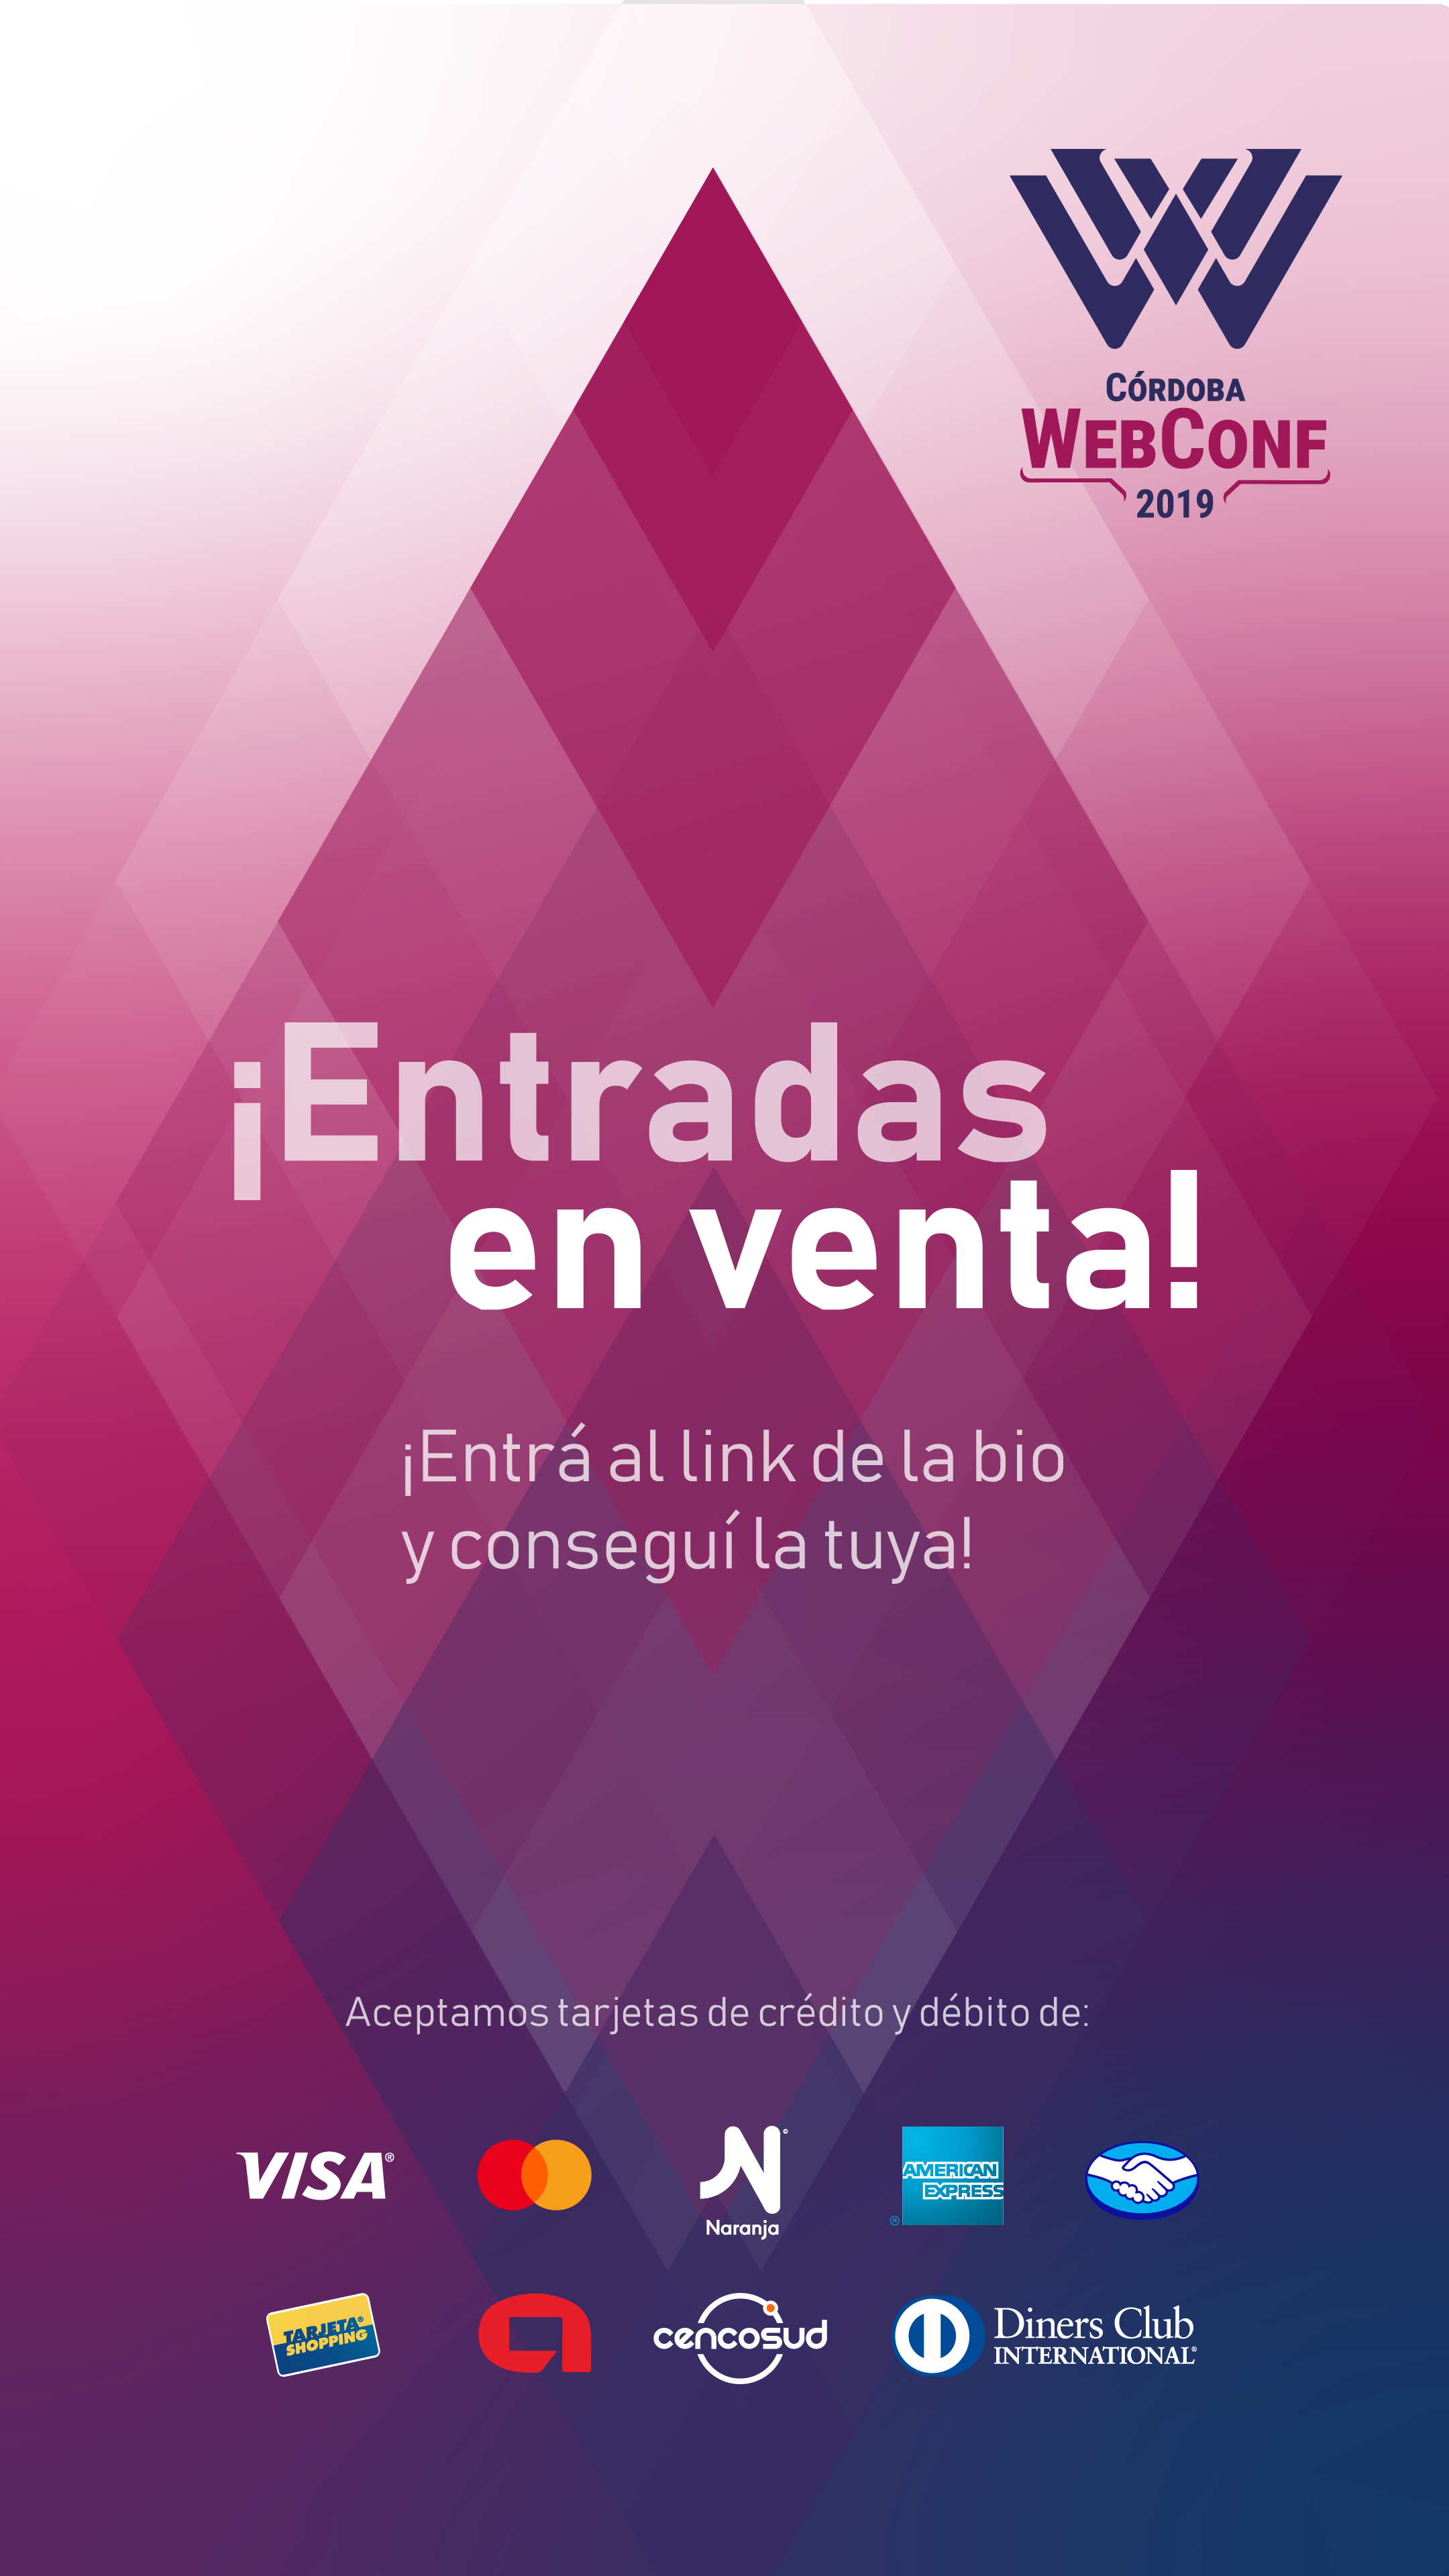 CÓRDOBA
WEBCONF
2019
¡Entradas
en venta!
¡Entrá al link de la bio
y conseguí la tuya!
Aceptamos tarjetas de crédito y débito de:
VISA®
Naranja
AMERICAN
EXPRESS
®
TARJETA®
SHOPPING
cencosud
Diners Club
INTERNATIONAL®